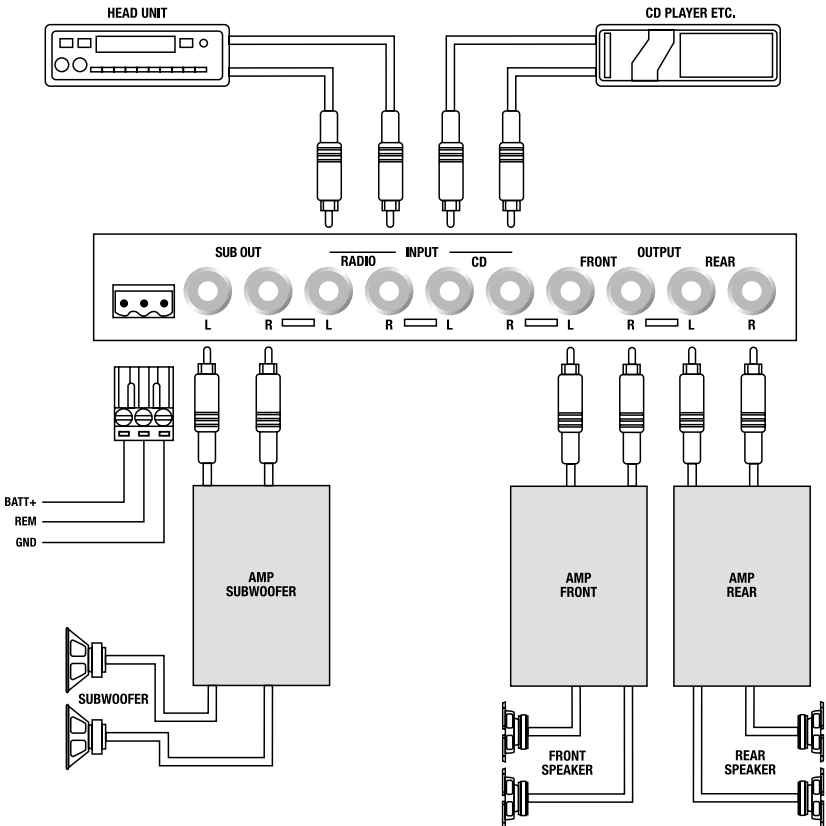 HEAD UNIT
CD PLAYER ETC.
SUB OUT
INPUT
OUTPUT
RADIO
CD
FRONT
REAR
L R L R L R L R L R
BATT+
REM
GND
AMP
SUBWOOFER
AMP
FRONT
AMP
REAR
SUBWOOFER
FRONT
SPEAKER
REAR
SPEAKER